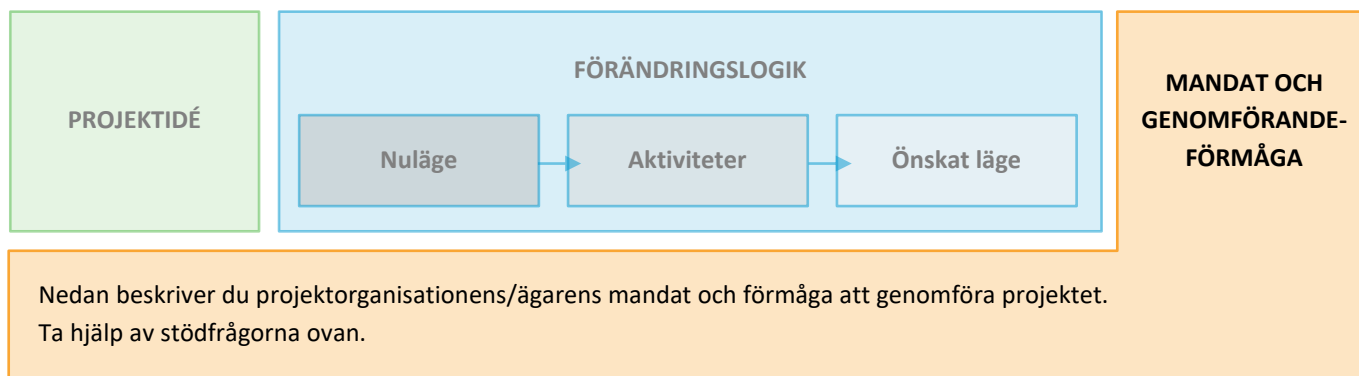 PROJEKTIDÉ
FÖRÄNDRINGSLOGIK
Nuläge
Aktiviteter
Önskat läge
MANDAT OCH
GENOMFÖRANDE-
FÖRMÅGA
Nedan beskriver du projektorganisationens/ägarens mandat och förmåga att genomföra projektet.
Ta hjälp av stödfrågorna ovan.